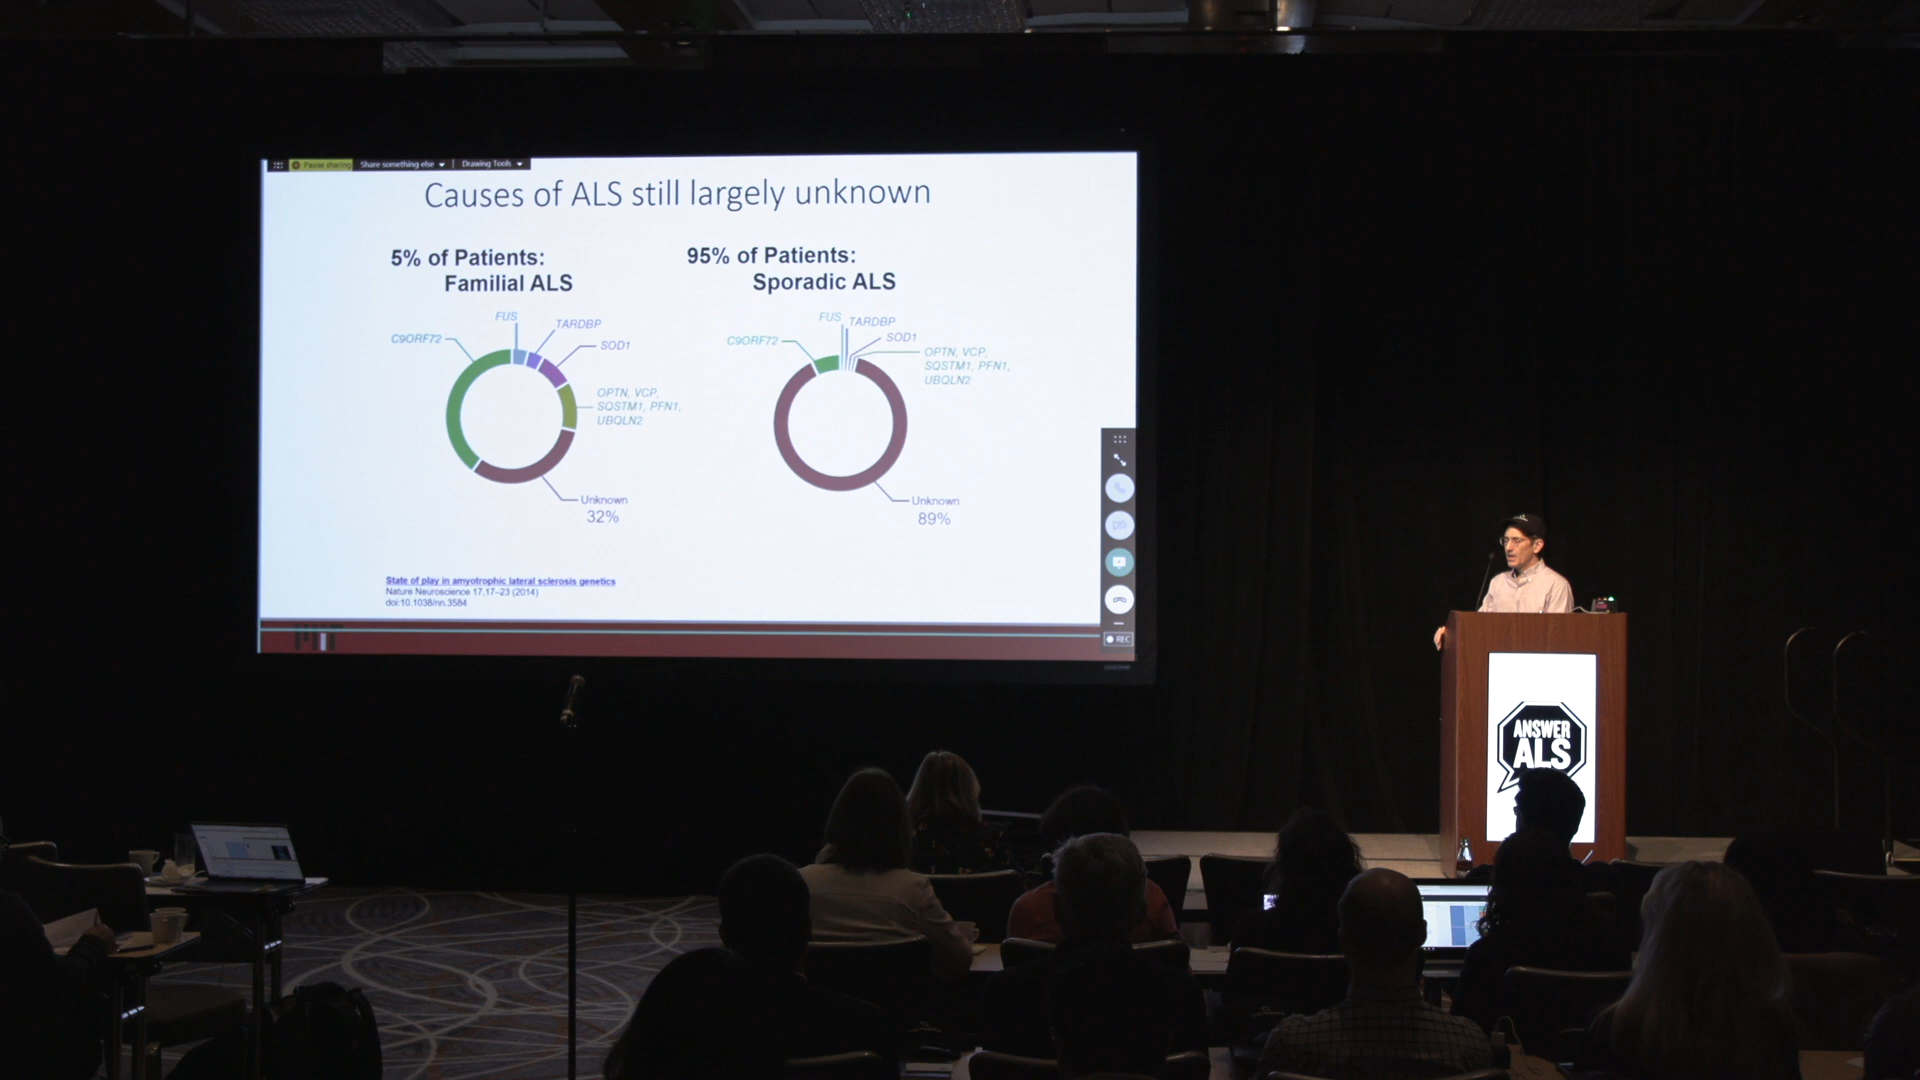 Pause sharing Share something else Drawing Tools
Causes of ALS still largely unknown
5% of Patients:
Familial ALS
95% of Patients:
Sporadic ALS
FUS
TARDBP
C9ORF72
SOD1
OPTN, VCP,
SQSTM1, PFN1,
UBQLN2
Unknown
32%
FUS
TARDBP
C9ORF72
SOD1
OPTN, VCP,
SQSTM1, PFN1,
UBQLN2
Unknown
89%
State of play in amyotrophic lateral sclerosis genetics
Nature Neuroscience 17,17–23 (2014)
doi:10.1038/nn.3584
REC
ANSWER
ALS